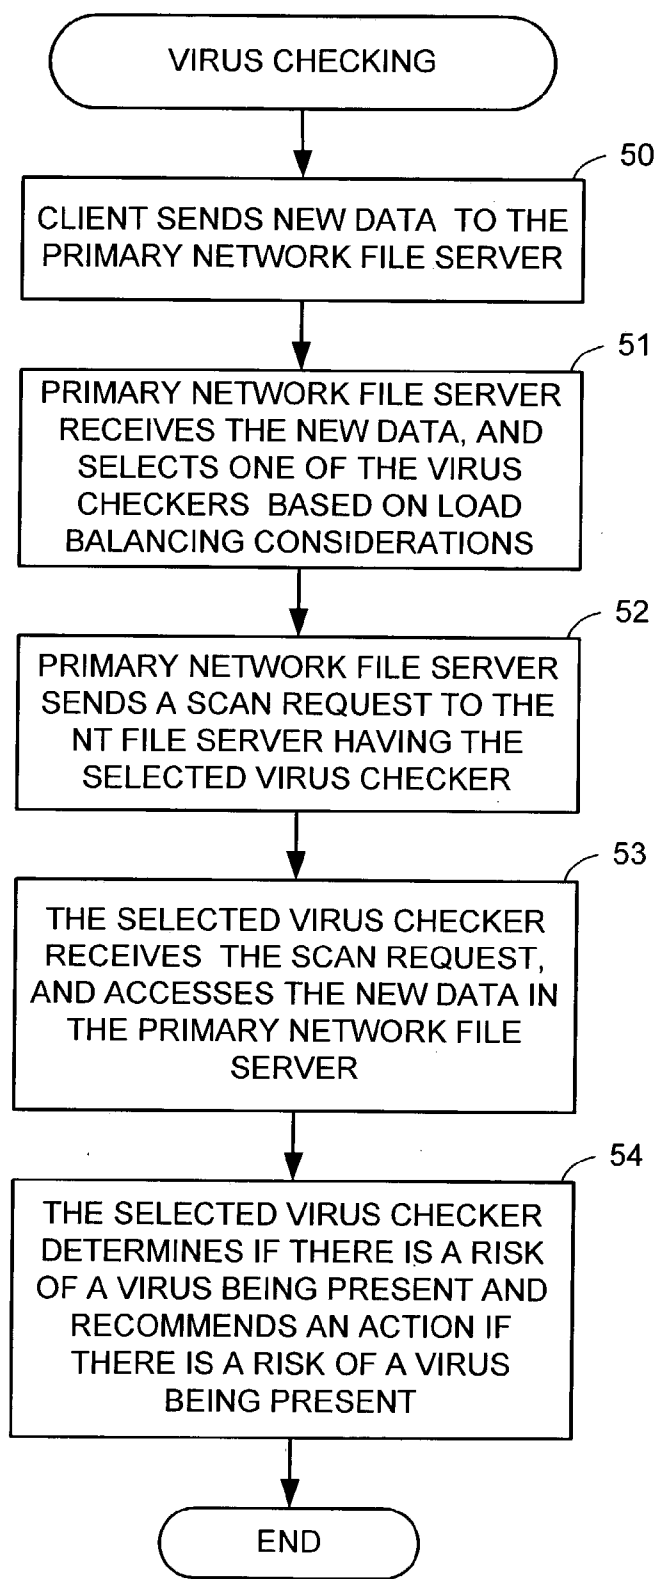 VIRUS CHECKING
50
CLIENT SENDS NEW DATA TO THE
PRIMARY NETWORK FILE SERVER
51
PRIMARY NETWORK FILE SERVER
RECEIVES THE NEW DATA, AND
SELECTS ONE OF THE VIRUS
CHECKERS BASED ON LOAD
BALANCING CONSIDERATIONS
52
PRIMARY NETWORK FILE SERVER
SENDS A SCAN REQUEST TO THE
NT FILE SERVER HAVING THE
SELECTED VIRUS CHECKER
53
THE SELECTED VIRUS CHECKER
RECEIVES THE SCAN REQUEST,
AND ACCESSES THE NEW DATA IN
THE PRIMARY NETWORK FILE
SERVER
54
THE SELECTED VIRUS CHECKER
DETERMINES IF THERE IS A RISK
OF A VIRUS BEING PRESENT AND
RECOMMENDS AN ACTION IF
THERE IS A RISK OF A VIRUS
BEING PRESENT
END